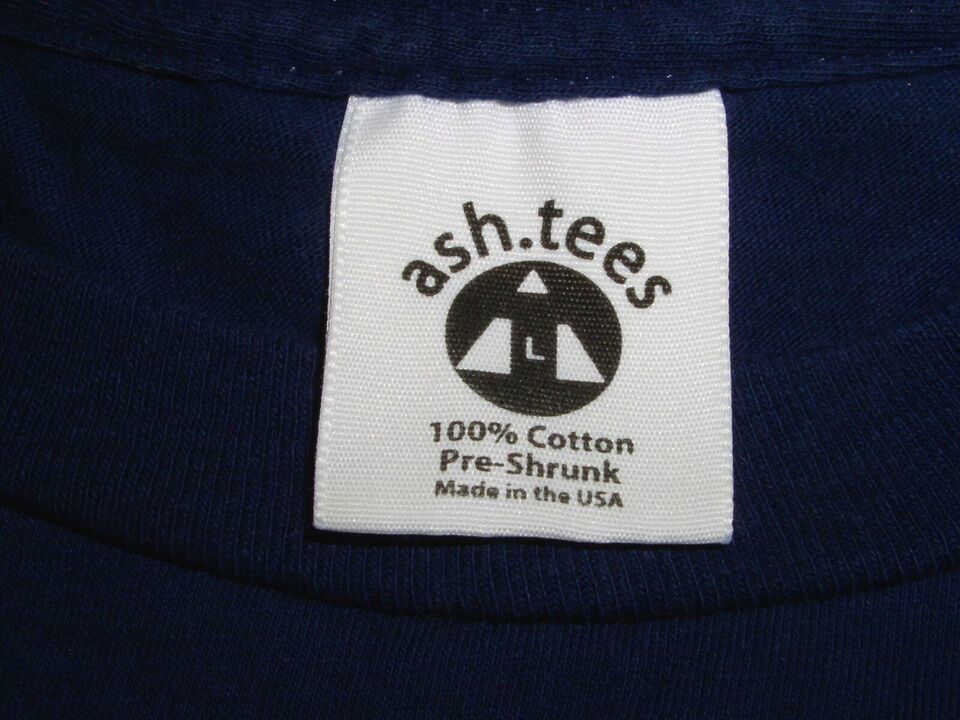 ash.tees
L
100% Cotton
Pre-Shrunk
Made in the USA